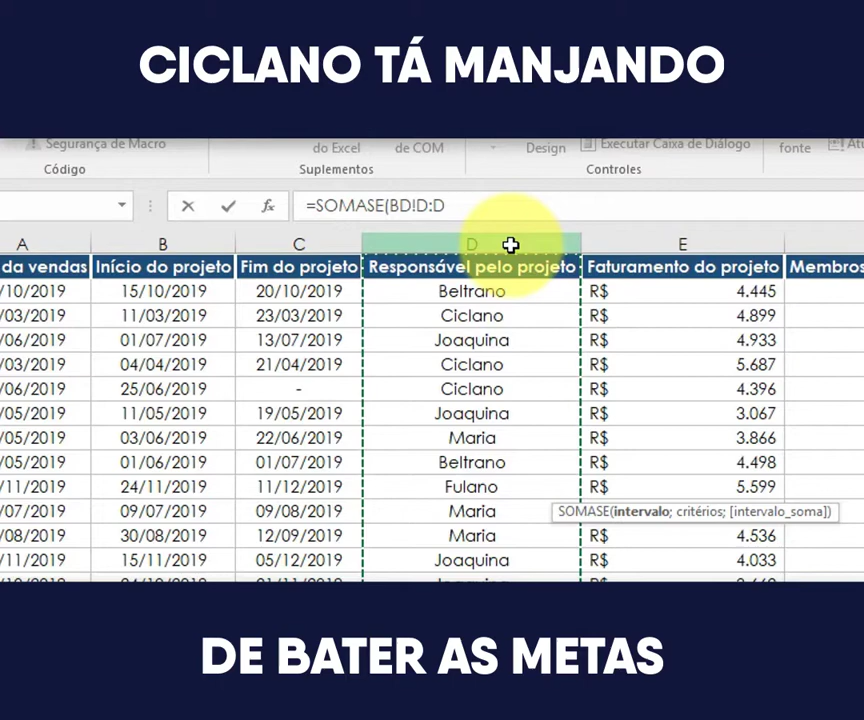 CICLANO TÁ MANJANDO
Segurança de Macro
do Excel
de COM
Design
Executar Caixa de Diálogo
fonte
Código
Suplementos
Controles
fx =SOMASE(BD!D:D
A B C D E
da vendas Início do projeto Fim do projeto Responsável pelo projeto Faturamento do projeto Membros
/10/2019 15/10/2019 20/10/2019 Beltrano R$ 4.445
/03/2019 11/03/2019 23/03/2019 Ciclano R$ 4.899
/06/2019 01/07/2019 13/07/2019 Joaquina R$ 4.933
/03/2019 04/04/2019 21/04/2019 Ciclano R$ 5.687
/06/2019 25/06/2019 - Ciclano R$ 4.396
/05/2019 11/05/2019 19/05/2019 Joaquina R$ 3.067
/05/2019 03/06/2019 22/06/2019 Maria R$ 3.866
/05/2019 01/06/2019 01/07/2019 Beltrano R$ 4.498
/11/2019 24/11/2019 11/12/2019 Fulano R$ 5.599
/07/2019 09/07/2019 09/08/2019 Maria SOMASE(intervalo; critérios; [intervalo_soma])
/08/2019 30/08/2019 12/09/2019 Maria R$ 4.536
/11/2019 15/11/2019 05/12/2019 Joaquina R$ 4.033
DE BATER AS METAS